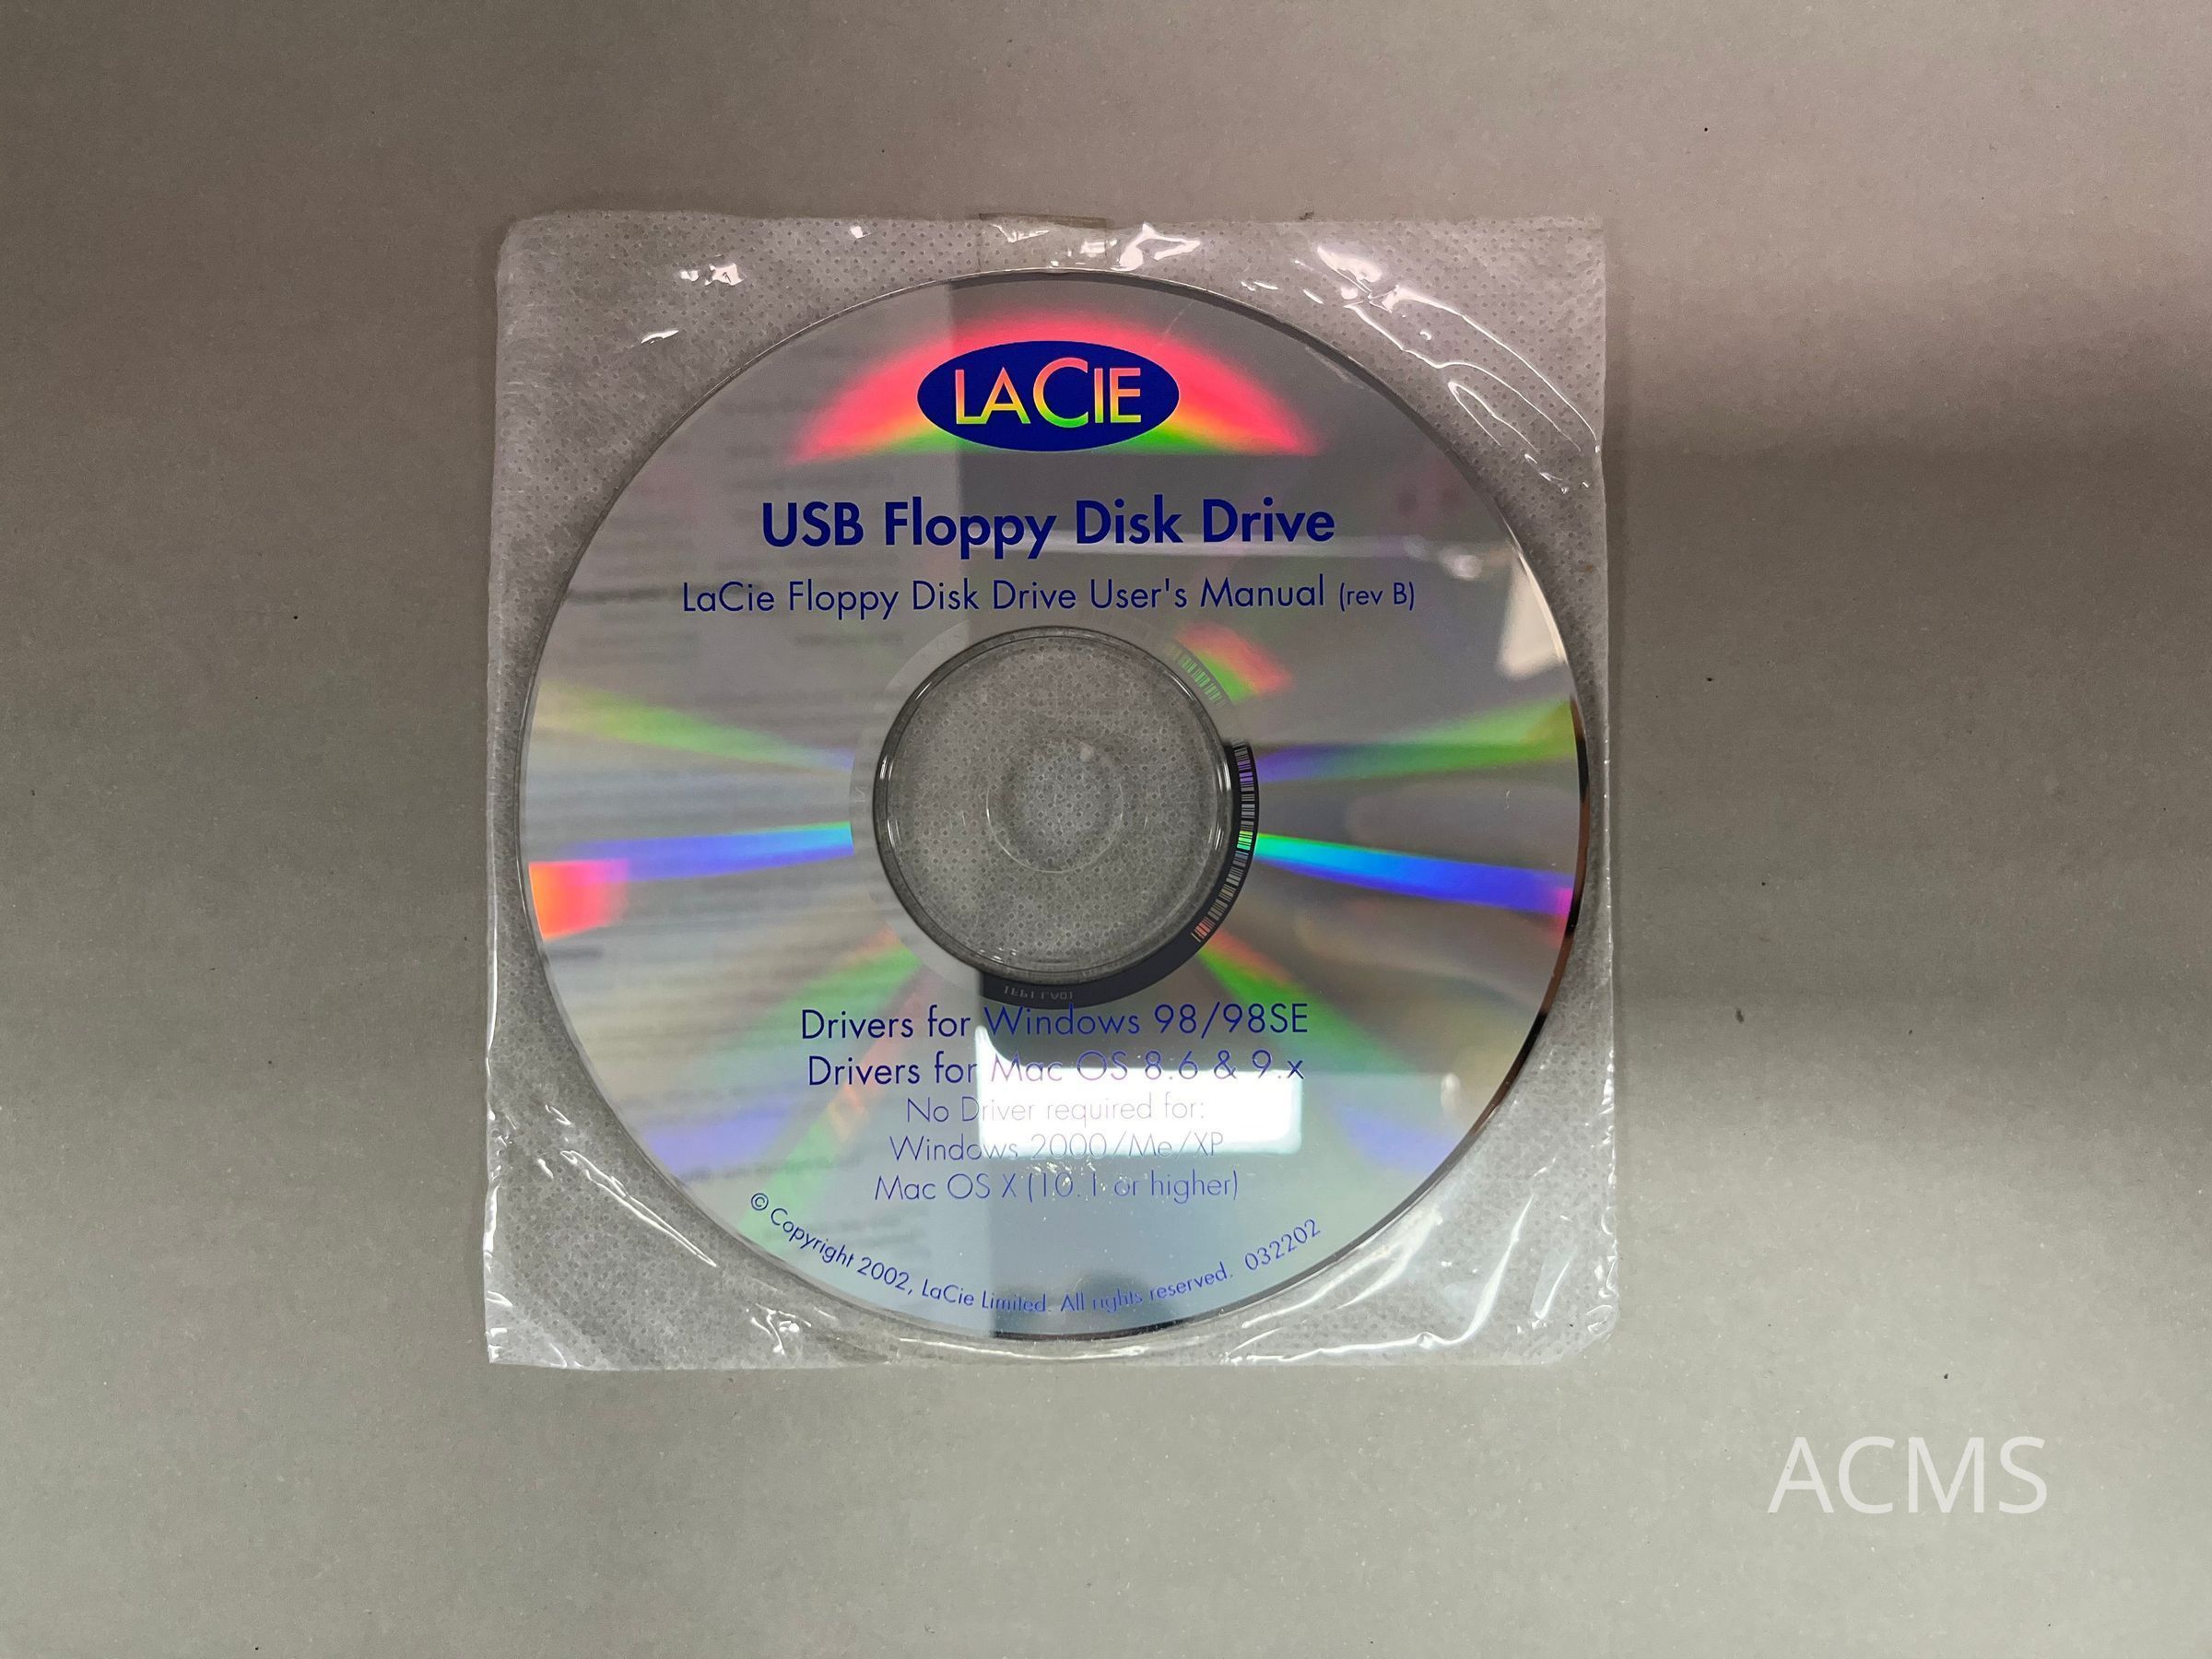 LACIE
USB Floppy Disk Drive
LaCie Floppy Disk Drive User's Manual (rev B)
Drivers for Windows 98/98SE
Drivers for Mac OS 8.6 & 9.x
No Driver required for:
Windows 2000/Me/XP
Mac OS X (10.1 or higher)
© Copyright 2002, LaCie Limited. All rights reserved. 032202
ACMS